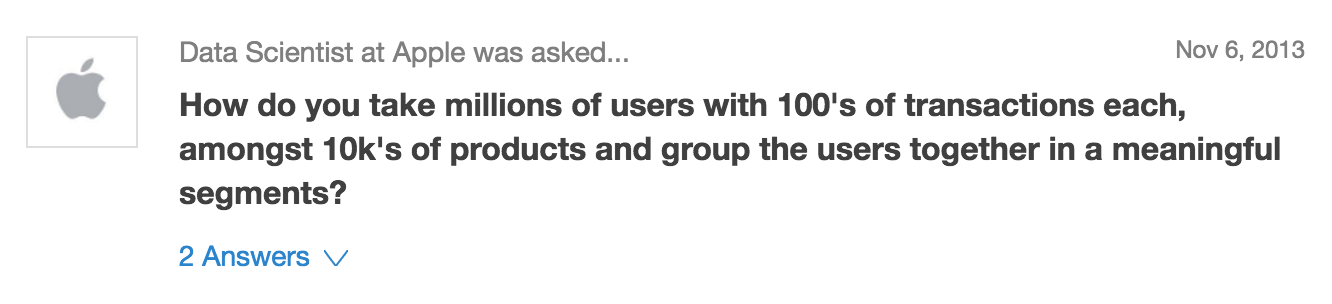 Data Scientist at Apple was asked...
Nov 6, 2013
How do you take millions of users with 100's of transactions each,
amongst 10k's of products and group the users together in a meaningful
segments?
2 Answers